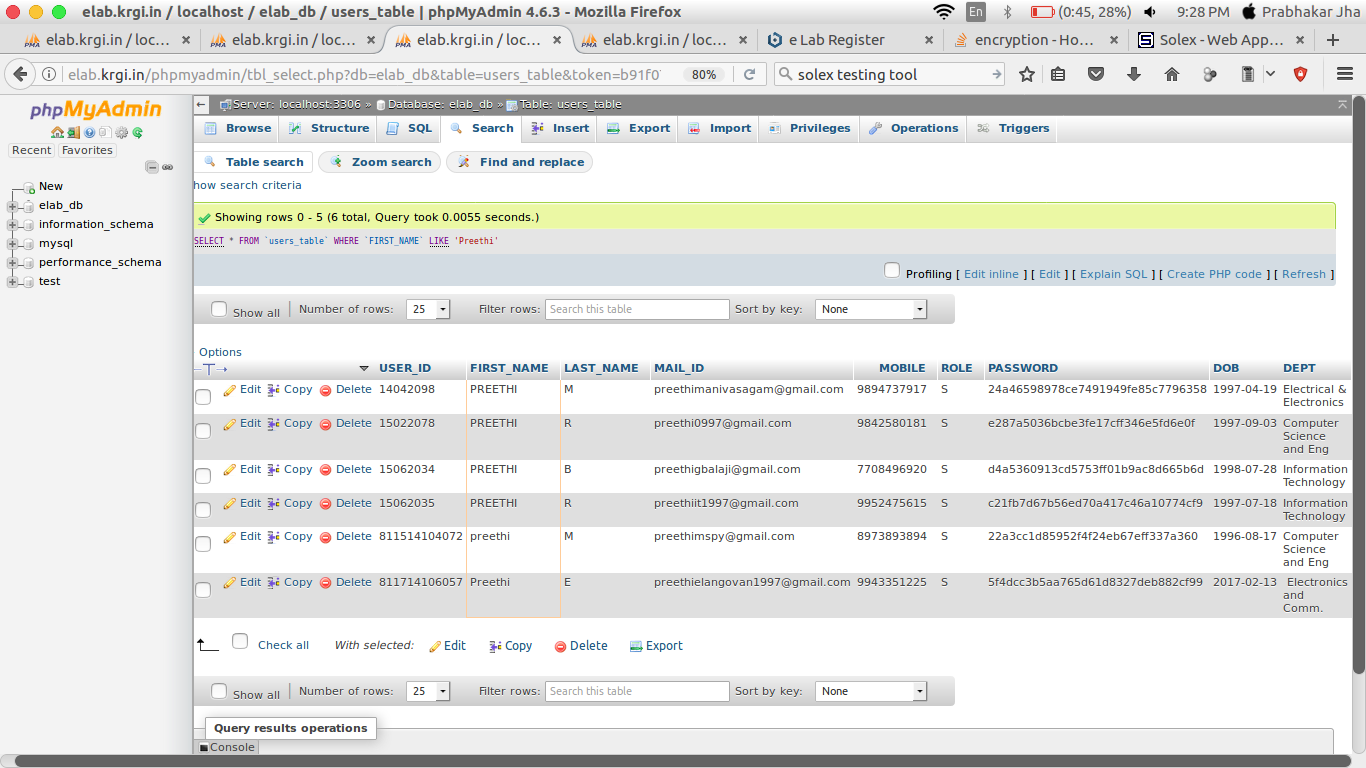 elab.krgi.in / localhost / elab_db / users_table | phpMyAdmin 4.6.3 - Mozilla Firefox En (0:45, 28%) 9:28 PM Prabhakar Jha
elab.krgi.in / loc... × elab.krgi.in / loc... × elab.krgi.in / loc... × elab.krgi.in / loc... × e Lab Register × encryption - Ho... × Solex - Web App... ×
elab.krgi.in/phpmyadmin/tbl_select.php?db=elab_db&table=users_table&token=b91f0 80% solex testing tool
phpMyAdmin
Recent Favorites
New
elab_db
information_schema
mysql
performance_schema
test
Server: localhost:3306 » Database: elab_db » Table: users_table
Browse Structure SQL Search Insert Export Import Privileges Operations Triggers
Table search Zoom search Find and replace
how search criteria
Showing rows 0 - 5 (6 total, Query took 0.0055 seconds.)
SELECT * FROM `users_table` WHERE `FIRST_NAME` LIKE 'Preethi'
Profiling [ Edit inline ] [ Edit ] [ Explain SQL ] [ Create PHP code ] [ Refresh ]
Show all Number of rows: 25 Filter rows: Search this table Sort by key: None
Options
USER_ID FIRST_NAME LAST_NAME MAIL_ID MOBILE ROLE PASSWORD DOB DEPT
Edit Copy Delete 14042098 PREETHI M preethimanivasagam@gmail.com 9894737917 S 24a46598978ce7491949fe85c7796358 1997-04-19 Electrical &
Electronics
Edit Copy Delete 15022078 PREETHI R preethi0997@gmail.com 9842580181 S e287a5036bcbe3fe17cff346e5fd6e0f 1997-09-03 Computer
Science
and Eng
Edit Copy Delete 15062034 PREETHI B preethigbalaji@gmail.com 7708496920 S d4a5360913cd5753ff01b9ac8d665b6d 1998-07-28 Information
Technology
Edit Copy Delete 15062035 PREETHI R preethiit1997@gmail.com 9952475615 S c21fb7d67b56ed70a417c46a10774cf9 1997-07-18 Information
Technology
Edit Copy Delete 811514104072 preethi M preethimspy@gmail.com 8973893894 S 22a3cc1d85952f4f24eb67eff337a360 1996-08-17 Computer
Science
and Eng
Edit Copy Delete 811714106057 Preethi E preethielangovan1997@gmail.com 9943351225 S 5f4dcc3b5aa765d61d8327deb882cf99 2017-02-13 Electronics
and
Comm.
Check all With selected: Edit Copy Delete Export
Show all Number of rows: 25 Filter rows: Search this table Sort by key: None
Query results operations
Console